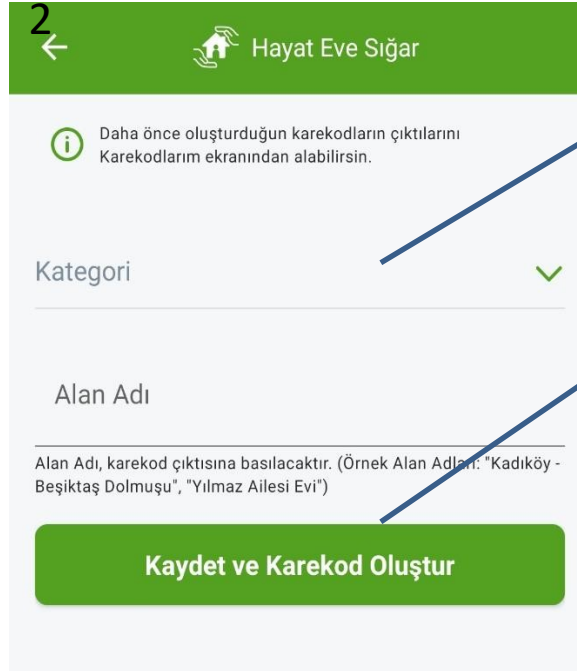 2
Hayat Eve Sığar
Daha önce oluşturduğun karekodların çıktılarını
Karekodlarım ekranından alabilirsin.
Kategori
Alan Adı
Alan Adı, karekod çıktısına basılacaktır. (Örnek Alan Adları: "Kadıköy -
Beşiktaş Dolmuşu", "Yılmaz Ailesi Evi")
Kaydet ve Karekod Oluştur